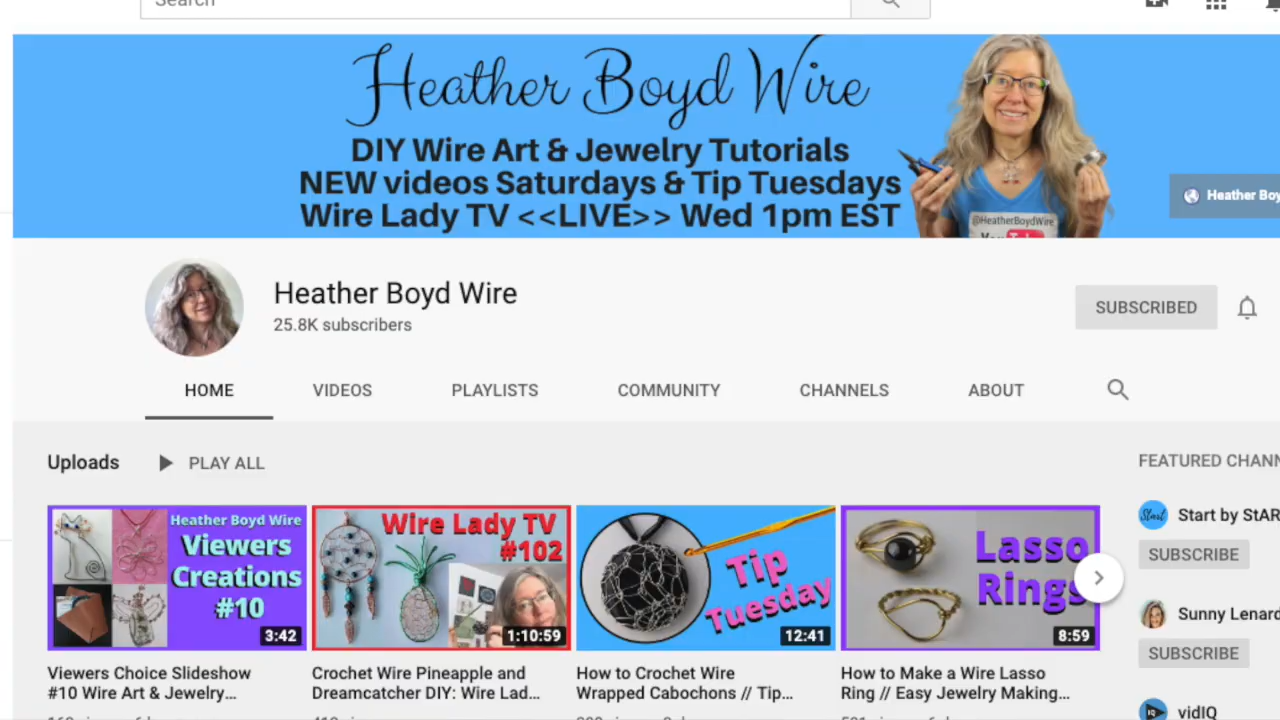 Search
Heather Boyd Wire
DIY Wire Art & Jewelry Tutorials
NEW videos Saturdays & Tip Tuesdays
Wire Lady TV <<LIVE>> Wed 1pm EST
@HeatherBoydWire
Heather Boy
Heather Boyd Wire
25.8K subscribers
SUBSCRIBED
HOME VIDEOS PLAYLISTS COMMUNITY CHANNELS ABOUT
Uploads PLAY ALL
FEATURED CHANN
Heather Boyd Wire
Viewers
Creations
#10
3:42
Wire Lady TV
#102
1:10:59
Tip
Tuesday
12:41
Lasso
Rings
8:59
Viewers Choice Slideshow
#10 Wire Art & Jewelry...
Crochet Wire Pineapple and
Dreamcatcher DIY: Wire Lad...
How to Crochet Wire
Wrapped Cabochons // Tip...
How to Make a Wire Lasso
Ring // Easy Jewelry Making...
Start
Start by StAR
SUBSCRIBE
Sunny Lenard
SUBSCRIBE
IQ
vidIQ